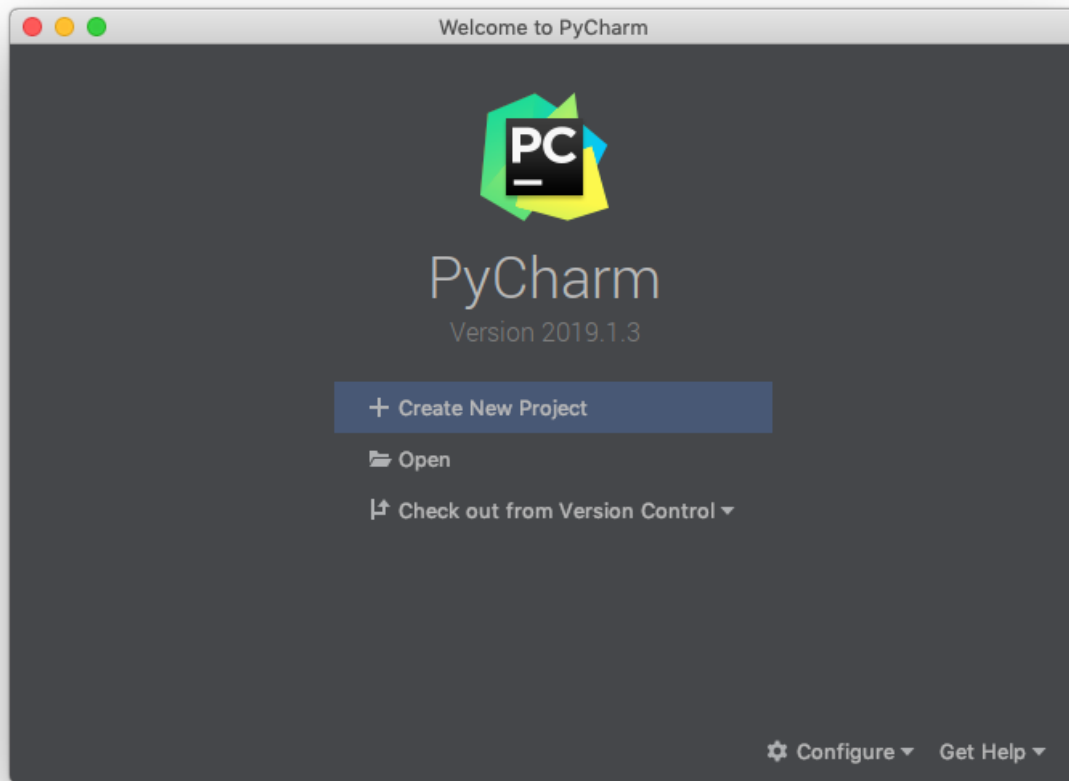 Welcome to PyCharm
PC
PyCharm
Version 2019.1.3
Create New Project
Open
Check out from Version Control
Configure Get Help